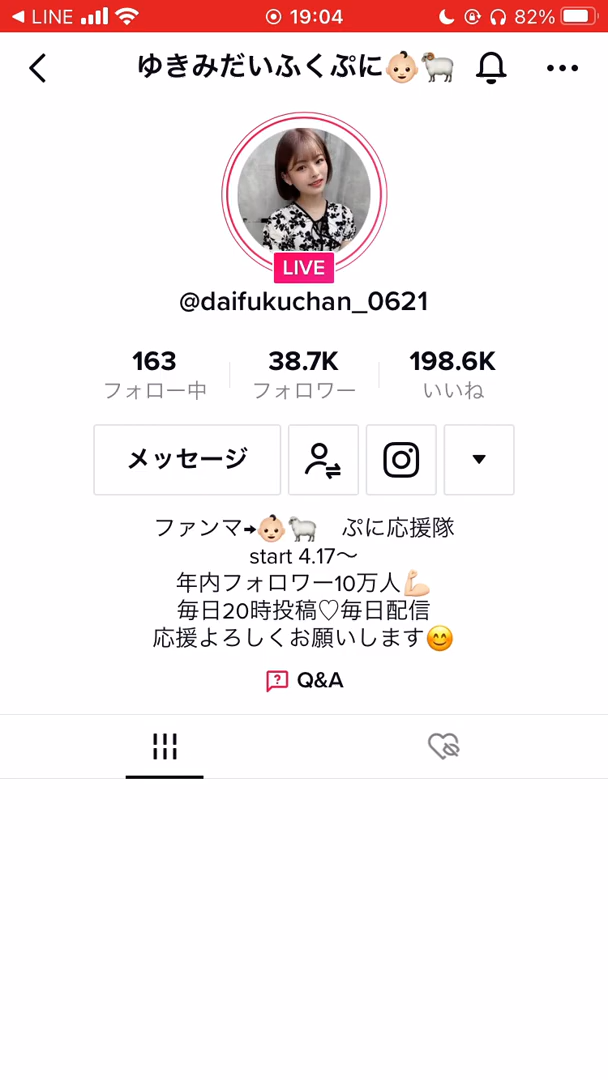 ◀ LINE 19:04 82%
ゆきみだいふくぷに👶🏻🐏
LIVE
@daifukuchan_0621
163 38.7K 198.6K
フォロー中 フォロワー いいね
メッセージ
ファンマ➔👶🏻🐑 ぷに応援隊
start 4.17〜
年内フォロワー10万人💪🏻
毎日20時投稿♡毎日配信
応援よろしくお願いします😊
Q&A